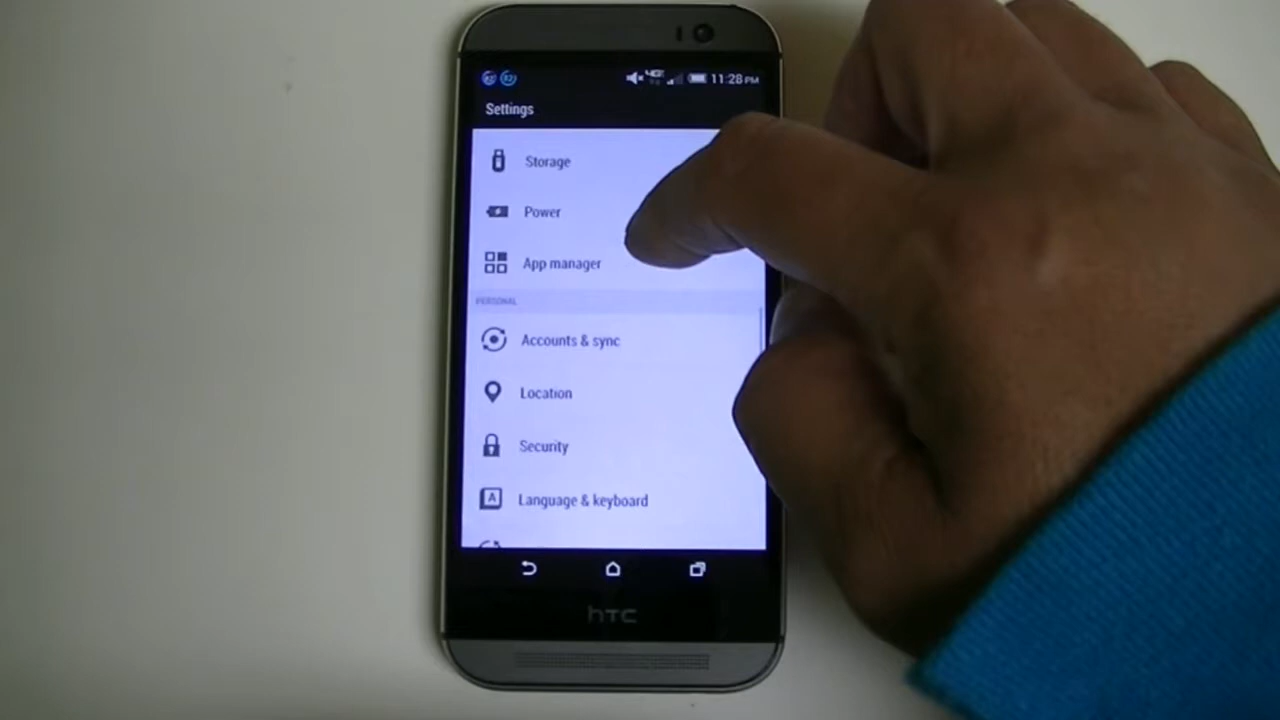 11:28 PM
Settings
Storage
Power
App manager
PERSONAL
Accounts & sync
Location
Security
A
Language & keyboard
hTC